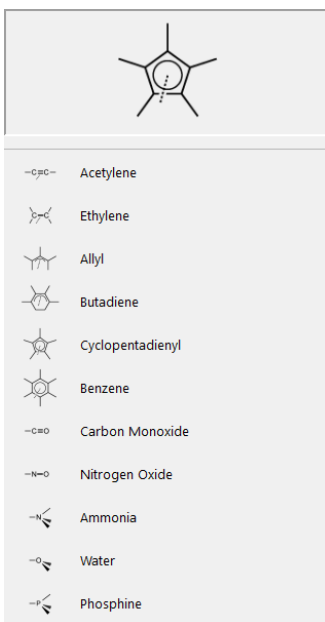 -C≡C- Acetylene
C=C Ethylene
Allyl
Butadiene
Cyclopentadienyl
Benzene
-C≡O Carbon Monoxide
-N=O Nitrogen Oxide
-N Ammonia
-O Water
-P Phosphine